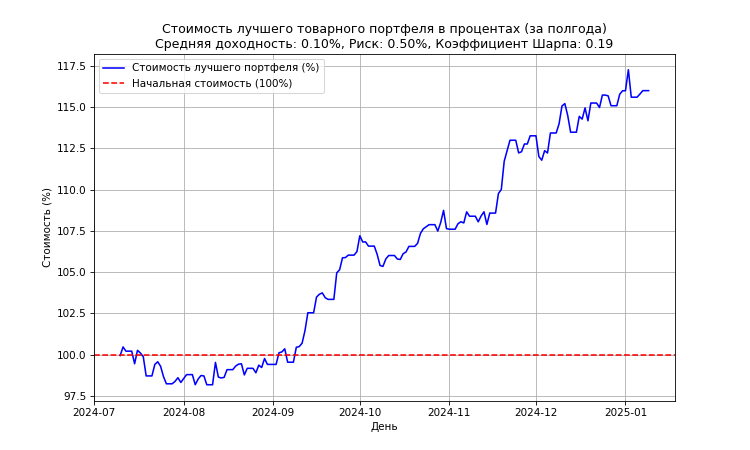 Стоимость лучшего товарного портфеля в процентах (за полгода)
Средняя доходность: 0.10%, Риск: 0.50%, Коэффициент Шарпа: 0.19
Стоимость лучшего портфеля (%)
Начальная стоимость (100%)
Стоимость (%)
117.5
115.0
112.5
110.0
107.5
105.0
102.5
100.0
97.5
2024-07 2024-08 2024-09 2024-10 2024-11 2024-12 2025-01
День